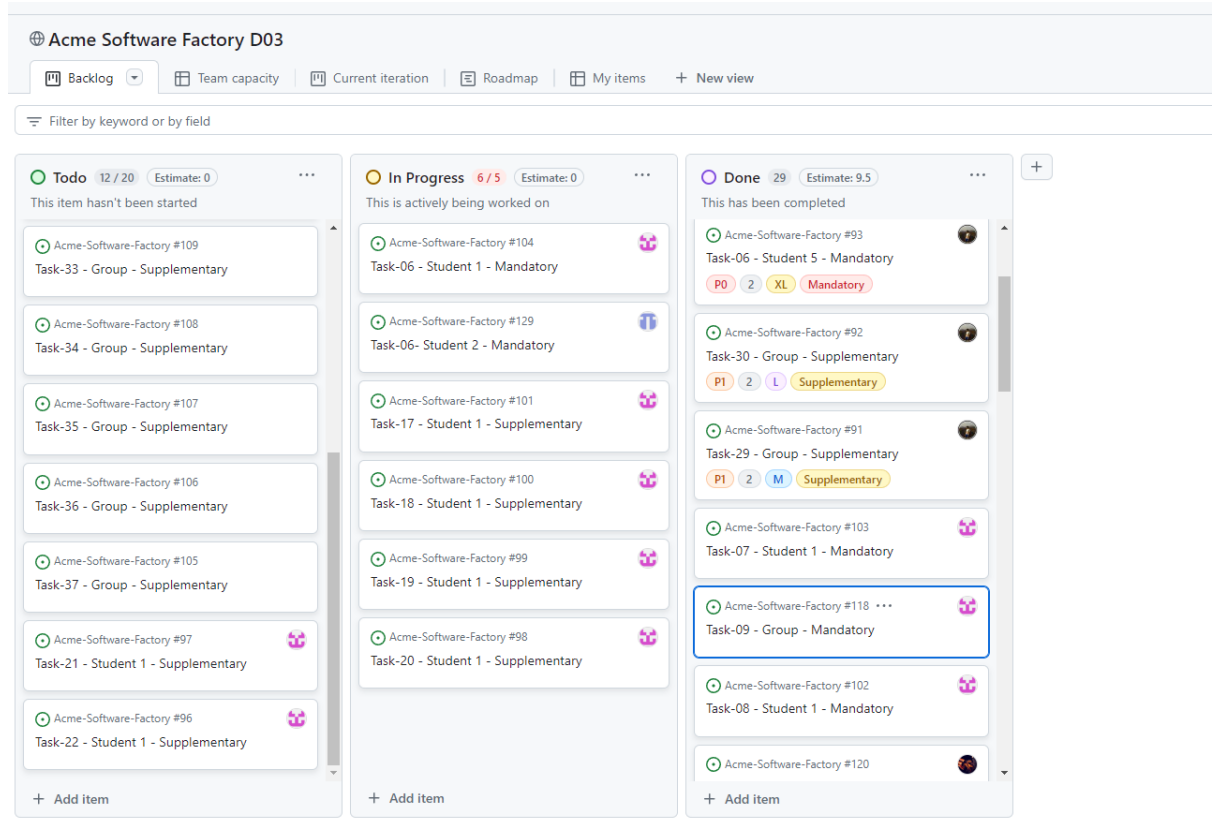 Acme Software Factory D03
Backlog Team capacity Current iteration Roadmap My items + New view
Filter by keyword or by field
Todo 12 / 20 Estimate: 0 ...
This item hasn't been started
Acme-Software-Factory #109
Task-33 - Group - Supplementary
Acme-Software-Factory #108
Task-34 - Group - Supplementary
Acme-Software-Factory #107
Task-35 - Group - Supplementary
Acme-Software-Factory #106
Task-36 - Group - Supplementary
Acme-Software-Factory #105
Task-37 - Group - Supplementary
Acme-Software-Factory #97
Task-21 - Student 1 - Supplementary
Acme-Software-Factory #96
Task-22 - Student 1 - Supplementary
+ Add item
In Progress 6 / 5 Estimate: 0 ...
This is actively being worked on
Acme-Software-Factory #104
Task-06 - Student 1 - Mandatory
Acme-Software-Factory #129
Task-06- Student 2 - Mandatory
Acme-Software-Factory #101
Task-17 - Student 1 - Supplementary
Acme-Software-Factory #100
Task-18 - Student 1 - Supplementary
Acme-Software-Factory #99
Task-19 - Student 1 - Supplementary
Acme-Software-Factory #98
Task-20 - Student 1 - Supplementary
+ Add item
Done 29 Estimate: 9.5 ...
This has been completed
Acme-Software-Factory #93
Task-06 - Student 5 - Mandatory
P0 2 XL Mandatory
Acme-Software-Factory #92
Task-30 - Group - Supplementary
P1 2 L Supplementary
Acme-Software-Factory #91
Task-29 - Group - Supplementary
P1 2 M Supplementary
Acme-Software-Factory #103
Task-07 - Student 1 - Mandatory
Acme-Software-Factory #118 ...
Task-09 - Group - Mandatory
Acme-Software-Factory #102
Task-08 - Student 1 - Mandatory
Acme-Software-Factory #120
+ Add item
+